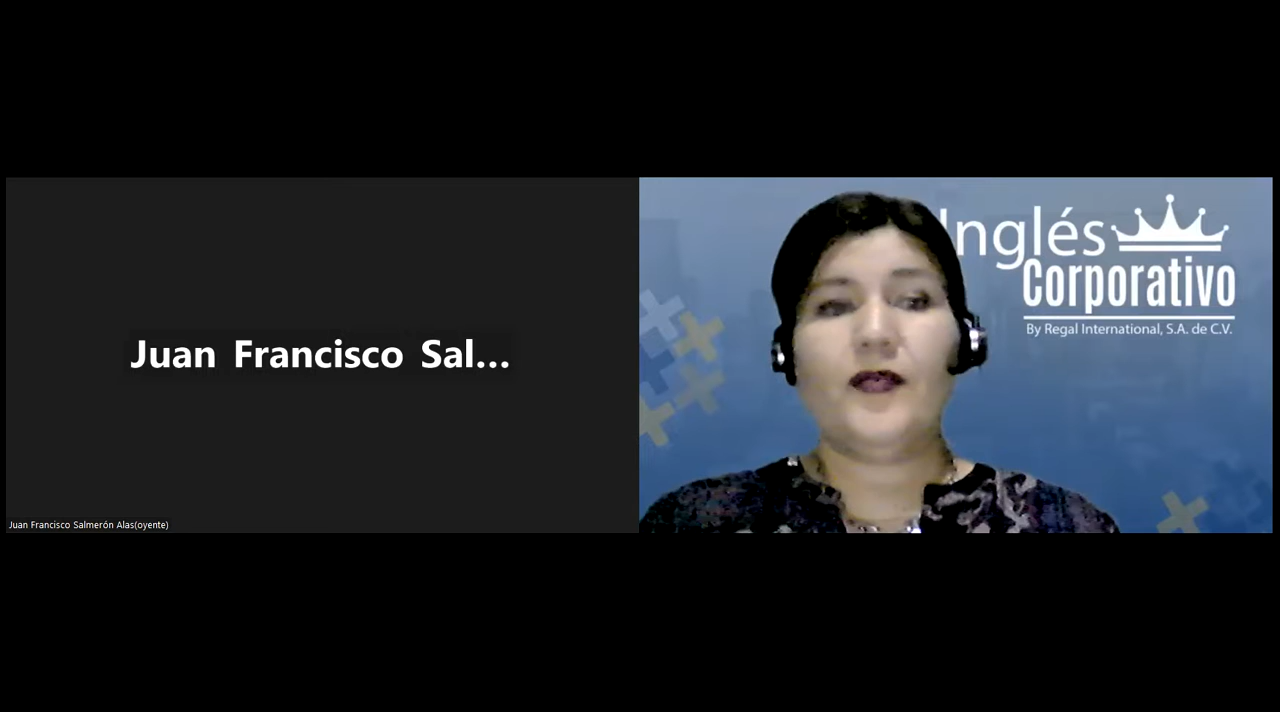 Juan Francisco Sal...
Juan Francisco Salmerón Alas(oyente)
Inglés
Corporativo
By Regal International, S.A. de C.V.